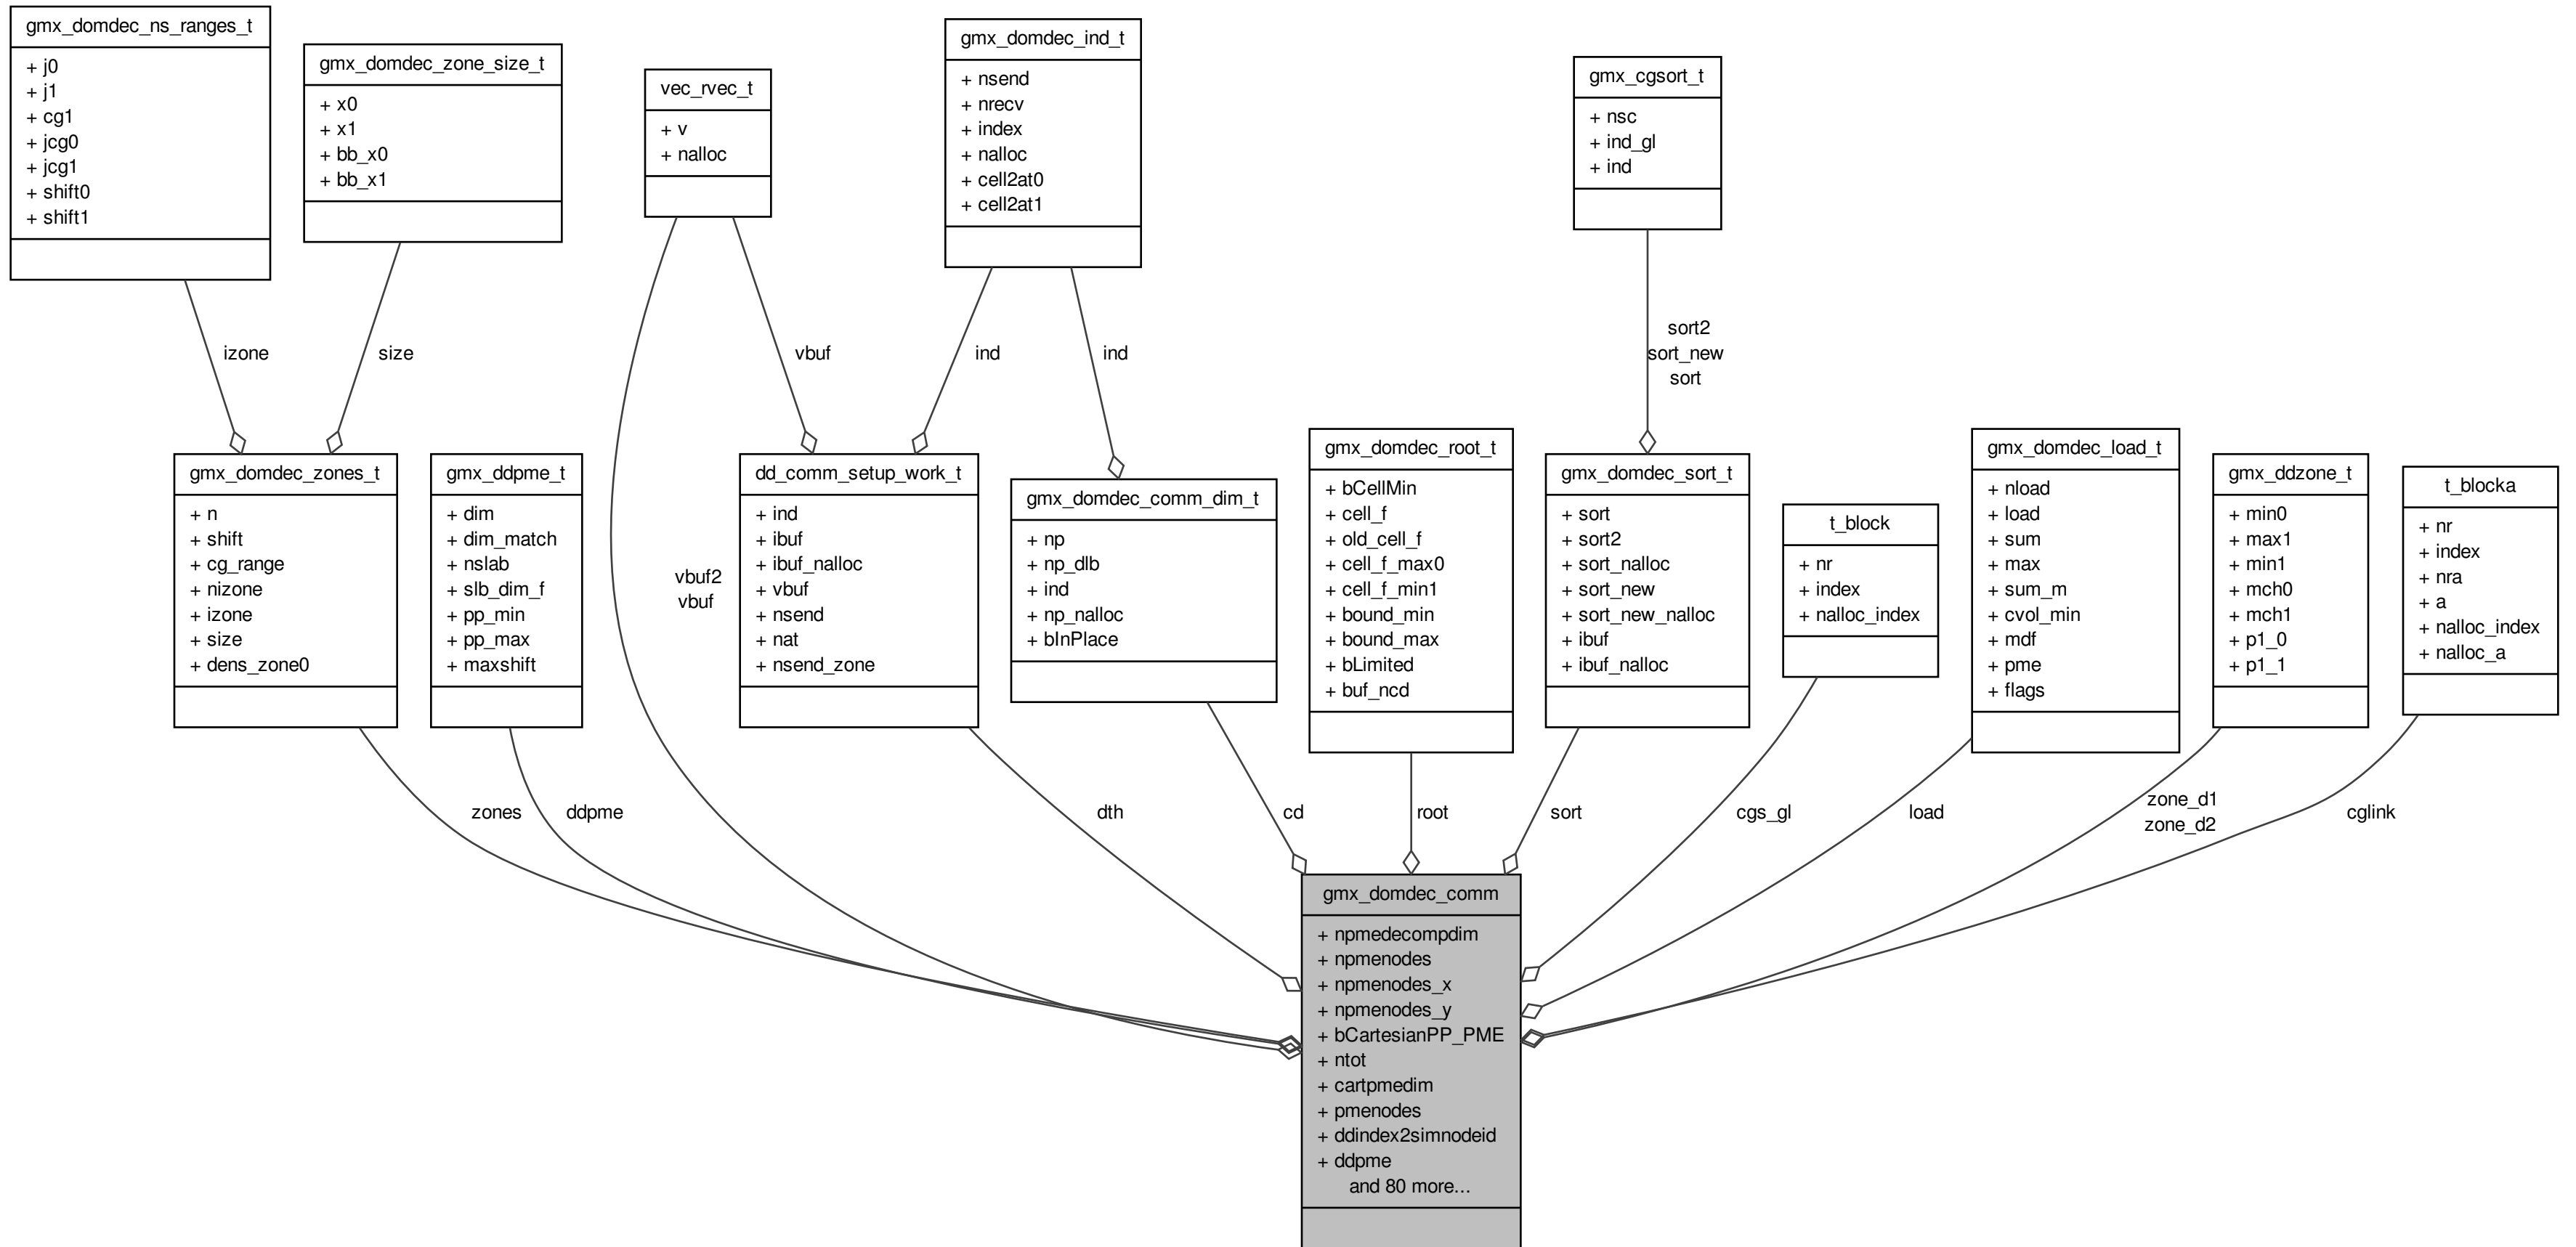 gmx_domdec_ns_ranges_t
+ j0
+ j1
+ cg1
+ jcg0
+ jcg1
+ shift0
+ shift1
gmx_domdec_zone_size_t
+ x0
+ x1
+ bb_x0
+ bb_x1
vec_rvec_t
+ v
+ nalloc
gmx_domdec_ind_t
+ nsend
+ nrecv
+ index
+ nalloc
+ cell2at0
+ cell2at1
gmx_cgsort_t
+ nsc
+ ind_gl
+ ind
izone
size
vbuf
ind
ind
sort2
sort_new
sort
gmx_domdec_zones_t
+ n
+ shift
+ cg_range
+ nizone
+ izone
+ size
+ dens_zone0
gmx_ddpme_t
+ dim
+ dim_match
+ nslab
+ slb_dim_f
+ pp_min
+ pp_max
+ maxshift
vbuf2
vbuf
dd_comm_setup_work_t
+ ind
+ ibuf
+ ibuf_nalloc
+ vbuf
+ nsend
+ nat
+ nsend_zone
gmx_domdec_comm_dim_t
+ np
+ np_dlb
+ ind
+ np_nalloc
+ bInPlace
gmx_domdec_root_t
+ bCellMin
+ cell_f
+ old_cell_f
+ cell_f_max0
+ cell_f_min1
+ bound_min
+ bound_max
+ bLimited
+ buf_ncd
gmx_domdec_sort_t
+ sort
+ sort2
+ sort_nalloc
+ sort_new
+ sort_new_nalloc
+ ibuf
+ ibuf_nalloc
t_block
+ nr
+ index
+ nalloc_index
gmx_domdec_load_t
+ nload
+ load
+ sum
+ max
+ sum_m
+ cvol_min
+ mdf
+ pme
+ flags
gmx_ddzone_t
+ min0
+ max1
+ min1
+ mch0
+ mch1
+ p1_0
+ p1_1
t_blocka
+ nr
+ index
+ nra
+ a
+ nalloc_index
+ nalloc_a
zones
ddpme
dth
cd
root
sort
cgs_gl
load
zone_d1
zone_d2
cglink
gmx_domdec_comm
+ npmedecompdim
+ npmenodes
+ npmenodes_x
+ npmenodes_y
+ bCartesianPP_PME
+ ntot
+ cartpmedim
+ pmenodes
+ ddindex2simnodeid
+ ddpme
and 80 more...